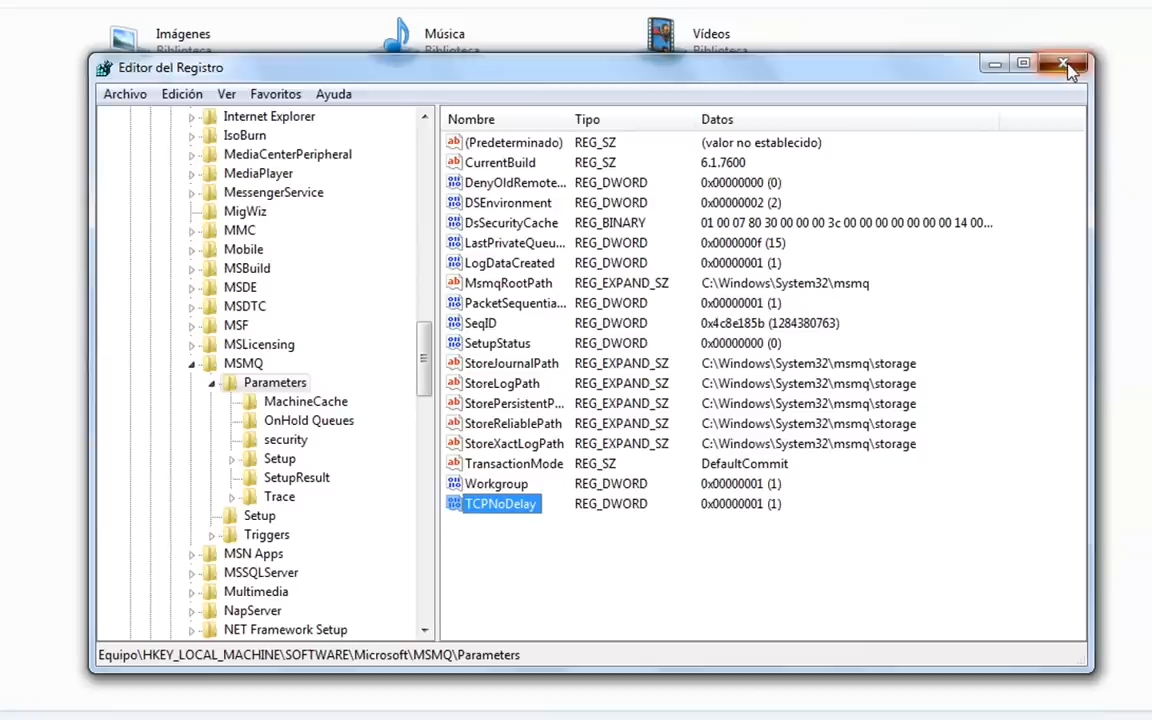 Imágenes
Música
Vídeos
Biblioteca
Biblioteca
Biblioteca
Editor del Registro
Archivo Edición Ver Favoritos Ayuda
Internet Explorer
IsoBurn
MediaCenterPeripheral
MediaPlayer
MessengerService
MigWiz
MMC
Mobile
MSBuild
MSDE
MSDTC
MSF
MSLicensing
MSMQ
Parameters
MachineCache
OnHold Queues
security
Setup
SetupResult
Trace
Setup
Triggers
MSN Apps
MSSQLServer
Multimedia
NapServer
NET Framework Setup
Nombre Tipo Datos
(Predeterminado) REG_SZ (valor no establecido)
CurrentBuild REG_SZ 6.1.7600
DenyOldRemote... REG_DWORD 0x00000000 (0)
DSEnvironment REG_DWORD 0x00000002 (2)
DsSecurityCache REG_BINARY 01 00 07 80 30 00 00 00 3c 00 00 00 00 00 00 00 14 00...
LastPrivateQueu... REG_DWORD 0x0000000f (15)
LogDataCreated REG_DWORD 0x00000001 (1)
MsmqRootPath REG_EXPAND_SZ C:\Windows\System32\msmq
PacketSequentia... REG_DWORD 0x00000001 (1)
SeqID REG_DWORD 0x4c8e185b (1284380763)
SetupStatus REG_DWORD 0x00000000 (0)
StoreJournalPath REG_EXPAND_SZ C:\Windows\System32\msmq\storage
StoreLogPath REG_EXPAND_SZ C:\Windows\System32\msmq\storage
StorePersistentP... REG_EXPAND_SZ C:\Windows\System32\msmq\storage
StoreReliablePath REG_EXPAND_SZ C:\Windows\System32\msmq\storage
StoreXactLogPath REG_EXPAND_SZ C:\Windows\System32\msmq\storage
TransactionMode REG_SZ DefaultCommit
Workgroup REG_DWORD 0x00000001 (1)
TCPNoDelay REG_DWORD 0x00000001 (1)
Equipo\HKEY_LOCAL_MACHINE\SOFTWARE\Microsoft\MSMQ\Parameters